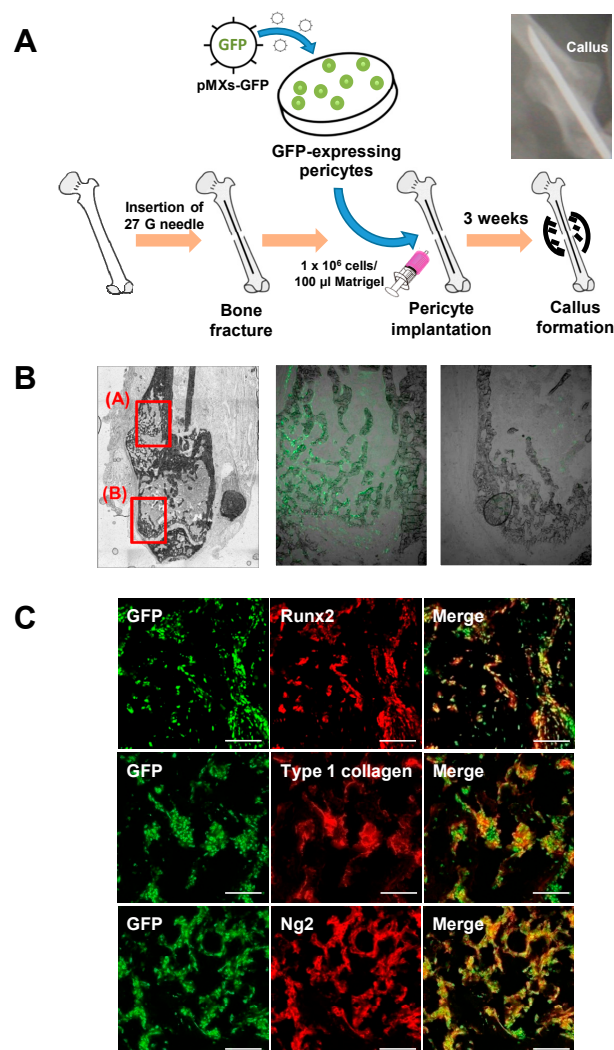 A
GFP
pMXs-GFP
Callus
GFP-expressing
pericytes
Insertion of
27 G needle
3 weeks
1 x 10⁶ cells/
100 µl Matrigel
Bone
fracture
Pericyte
implantation
Callus
formation
B
(A)
(B)
C
GFP
Runx2
Merge
GFP
Type 1 collagen
Merge
GFP
Ng2
Merge